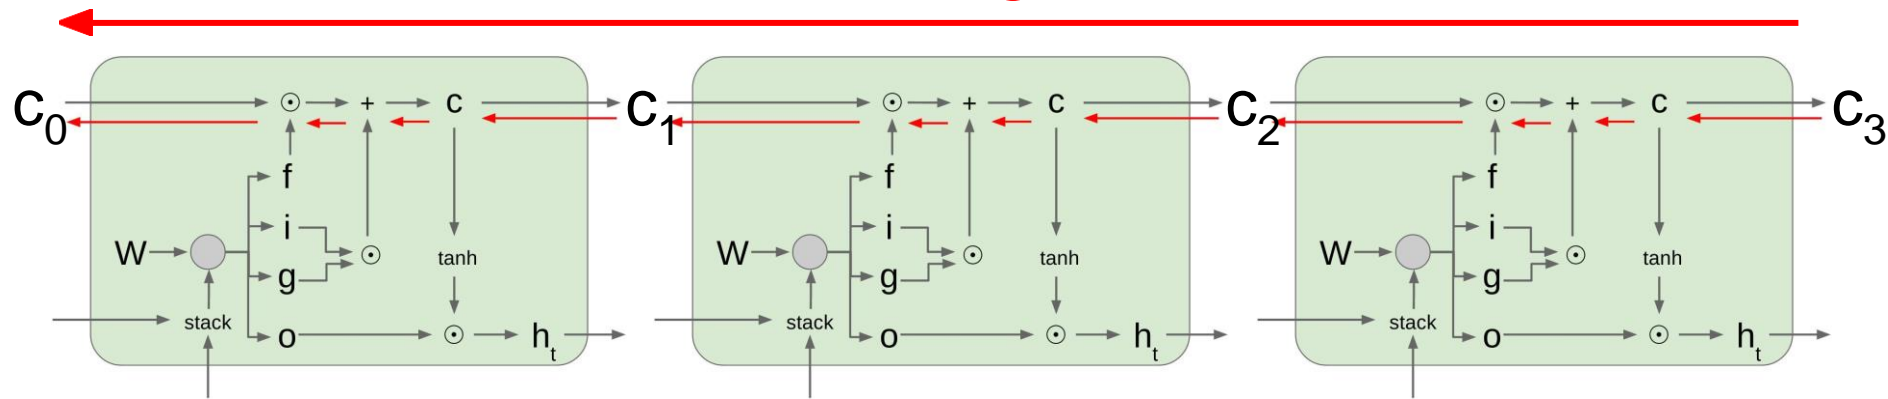 c0 ⊙ + c c1 ⊙ + c c2 ⊙ + c c3
f f f
i i i
W ⊙ tanh W ⊙ tanh W ⊙ tanh
g g g
stack stack stack
o ⊙ ht o ⊙ ht o ⊙ ht